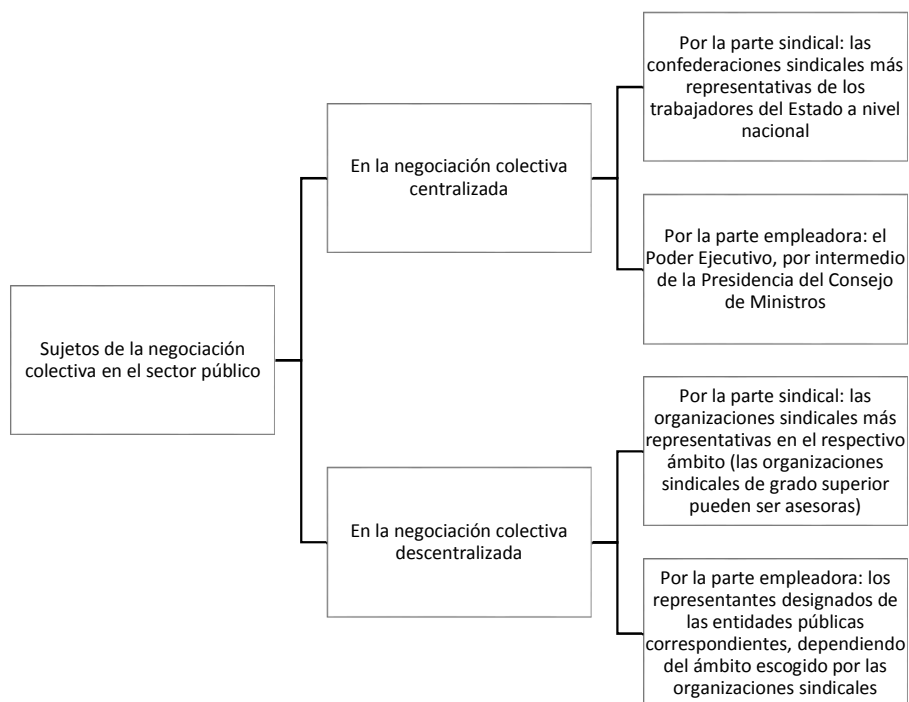 Sujetos de la negociación
colectiva en el sector público
En la negociación colectiva
centralizada
Por la parte sindical: las
confederaciones sindicales más
representativas de los
trabajadores del Estado a nivel
nacional
Por la parte empleadora: el
Poder Ejecutivo, por intermedio
de la Presidencia del Consejo
de Ministros
En la negociación colectiva
descentralizada
Por la parte sindical: las
organizaciones sindicales más
representativas en el respectivo
ámbito (las organizaciones
sindicales de grado superior
pueden ser asesoras)
Por la parte empleadora: los
representantes designados de
las entidades públicas
correspondientes, dependiendo
del ámbito escogido por las
organizaciones sindicales